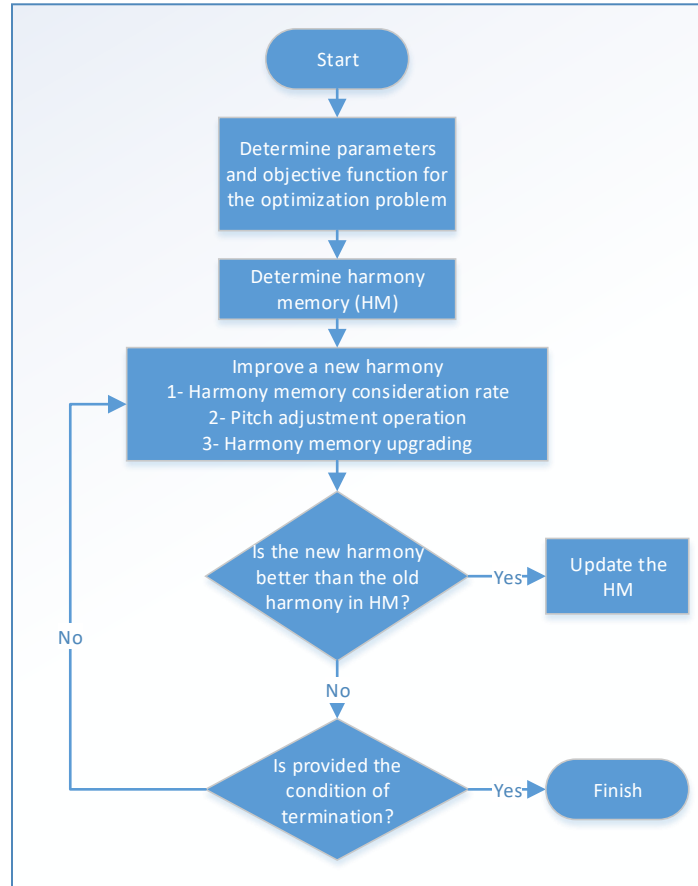 Start
Determine parameters
and objective function for
the optimization problem
Determine harmony
memory (HM)
Improve a new harmony
1- Harmony memory consideration rate
2- Pitch adjustment operation
3- Harmony memory upgrading
Is the new harmony
better than the old
harmony in HM?
Yes
Update the
HM
No
No
Is provided the
condition of
termination?
Yes
Finish